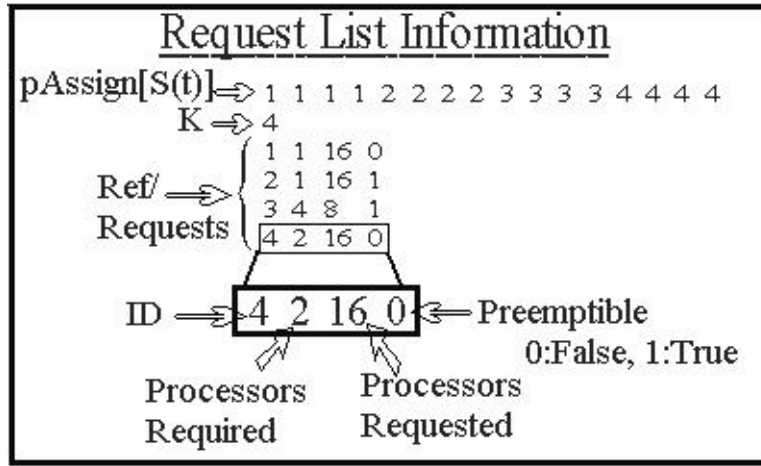 Request List Information
pAssign[S(t)] 1 1 1 1 2 2 2 2 3 3 3 3 4 4 4 4
K 4
1 1 16 0
2 1 16 1
Ref/
3 4 8 1
Requests
4 2 16 0
ID 4 2 16 0 Preemptible
0:False, 1:True
Processors Required
Processors Requested